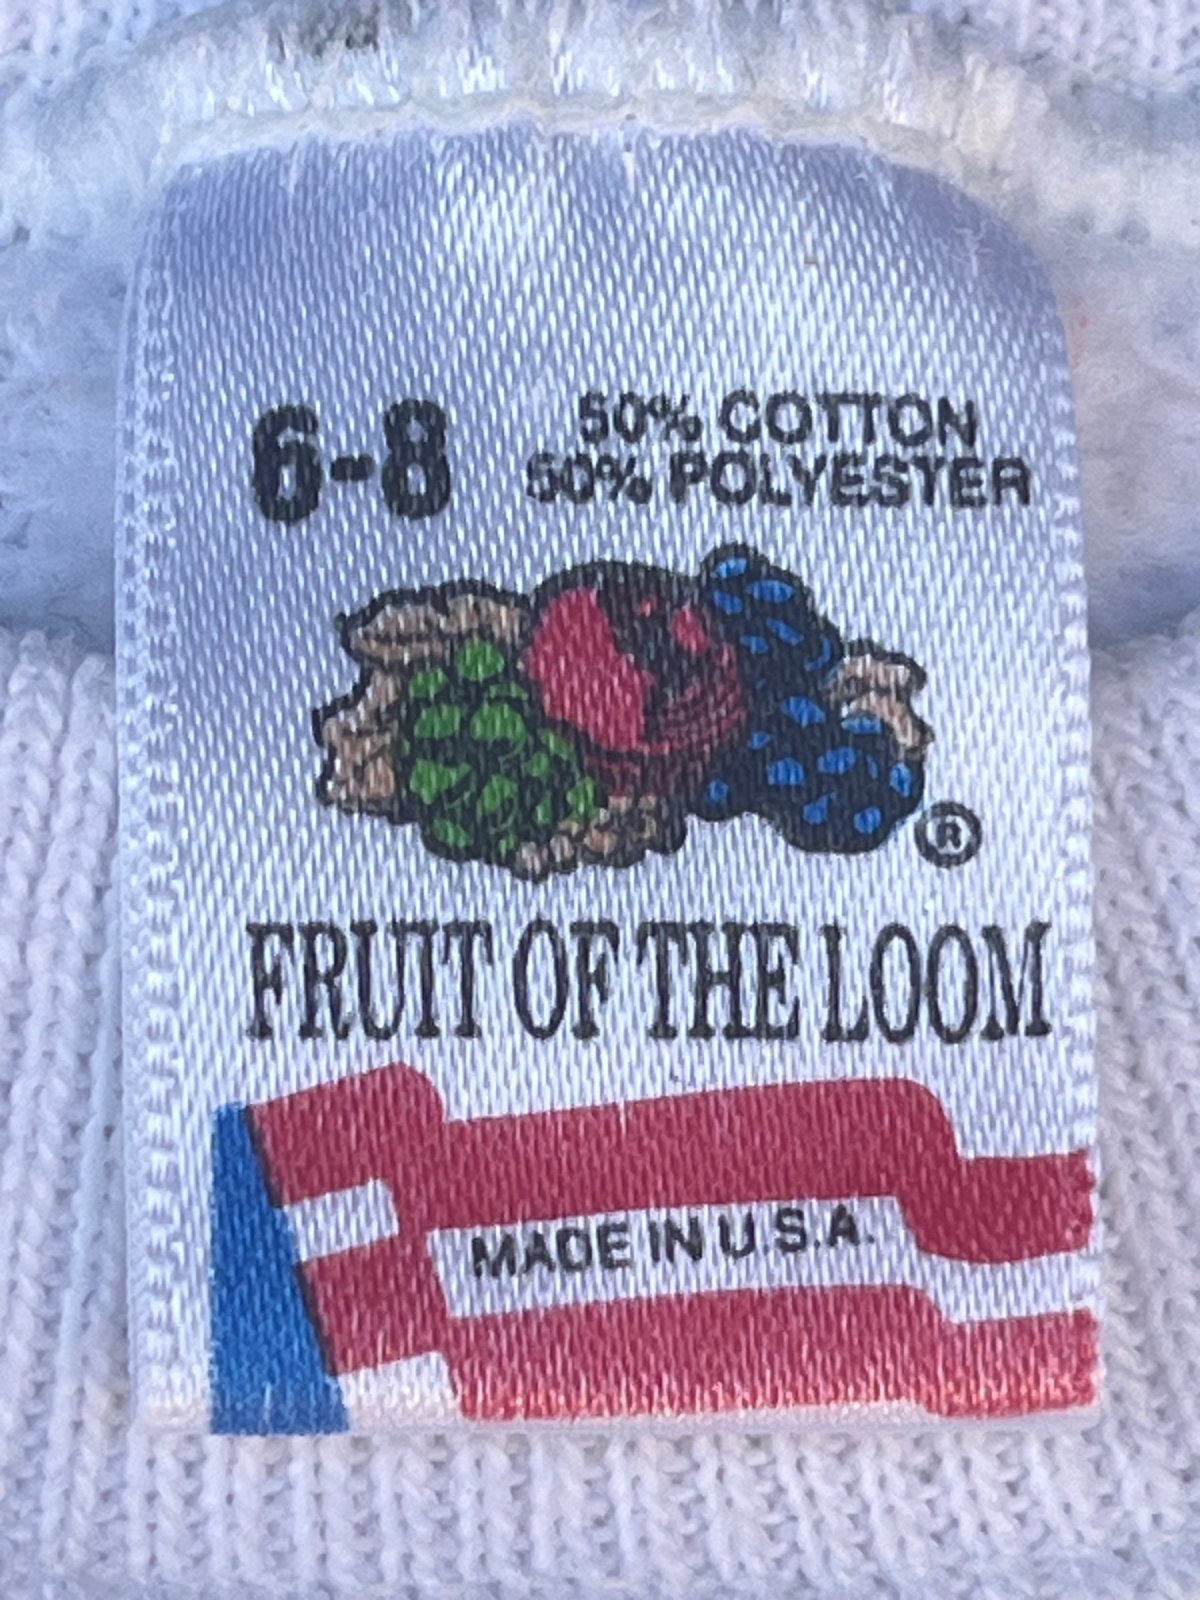 6-8
50% COTTON
50% POLYESTER
®
FRUIT OF THE LOOM
MADE IN U.S.A.